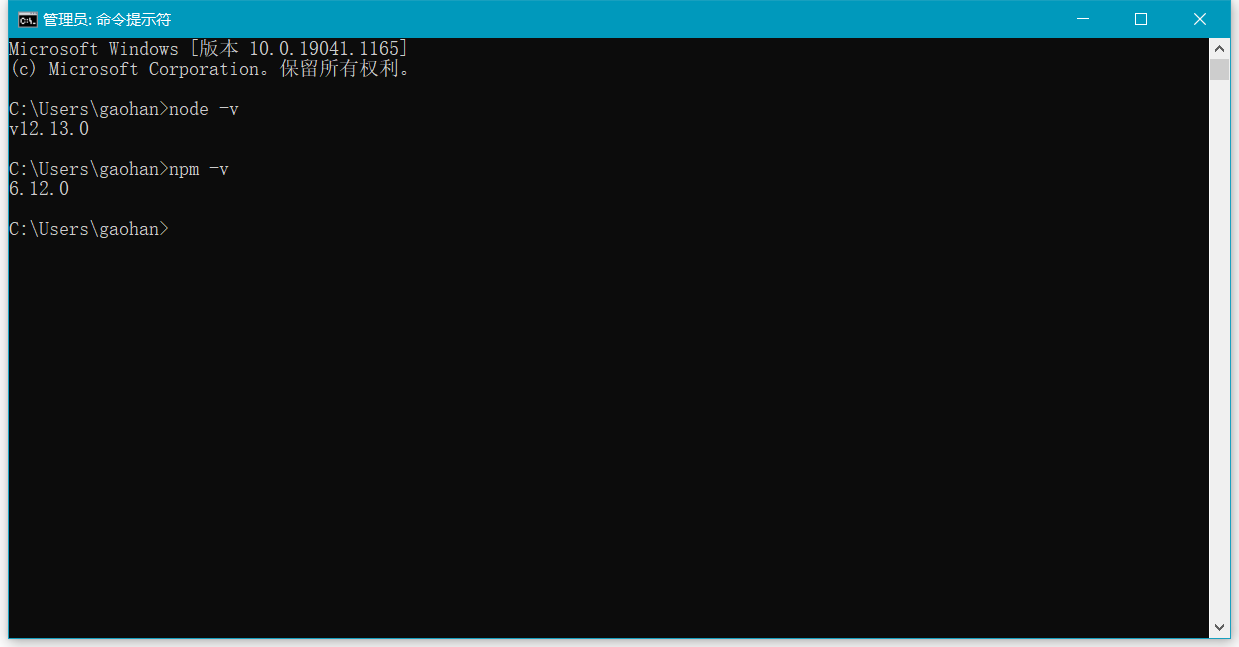 管理员: 命令提示符
Microsoft Windows [版本 10.0.19041.1165]
(c) Microsoft Corporation。保留所有权利。
C:\Users\gaohan>node -v
v12.13.0
C:\Users\gaohan>npm -v
6.12.0
C:\Users\gaohan>